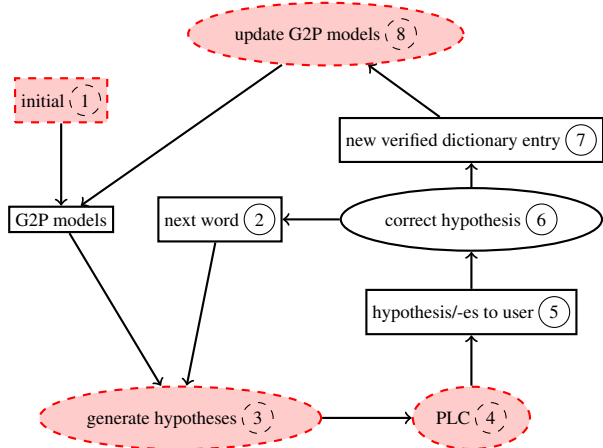 update G2P models 8
initial 1
new verified dictionary entry 7
G2P models
next word 2
correct hypothesis 6
hypothesis/-es to user 5
generate hypotheses 3
PLC 4